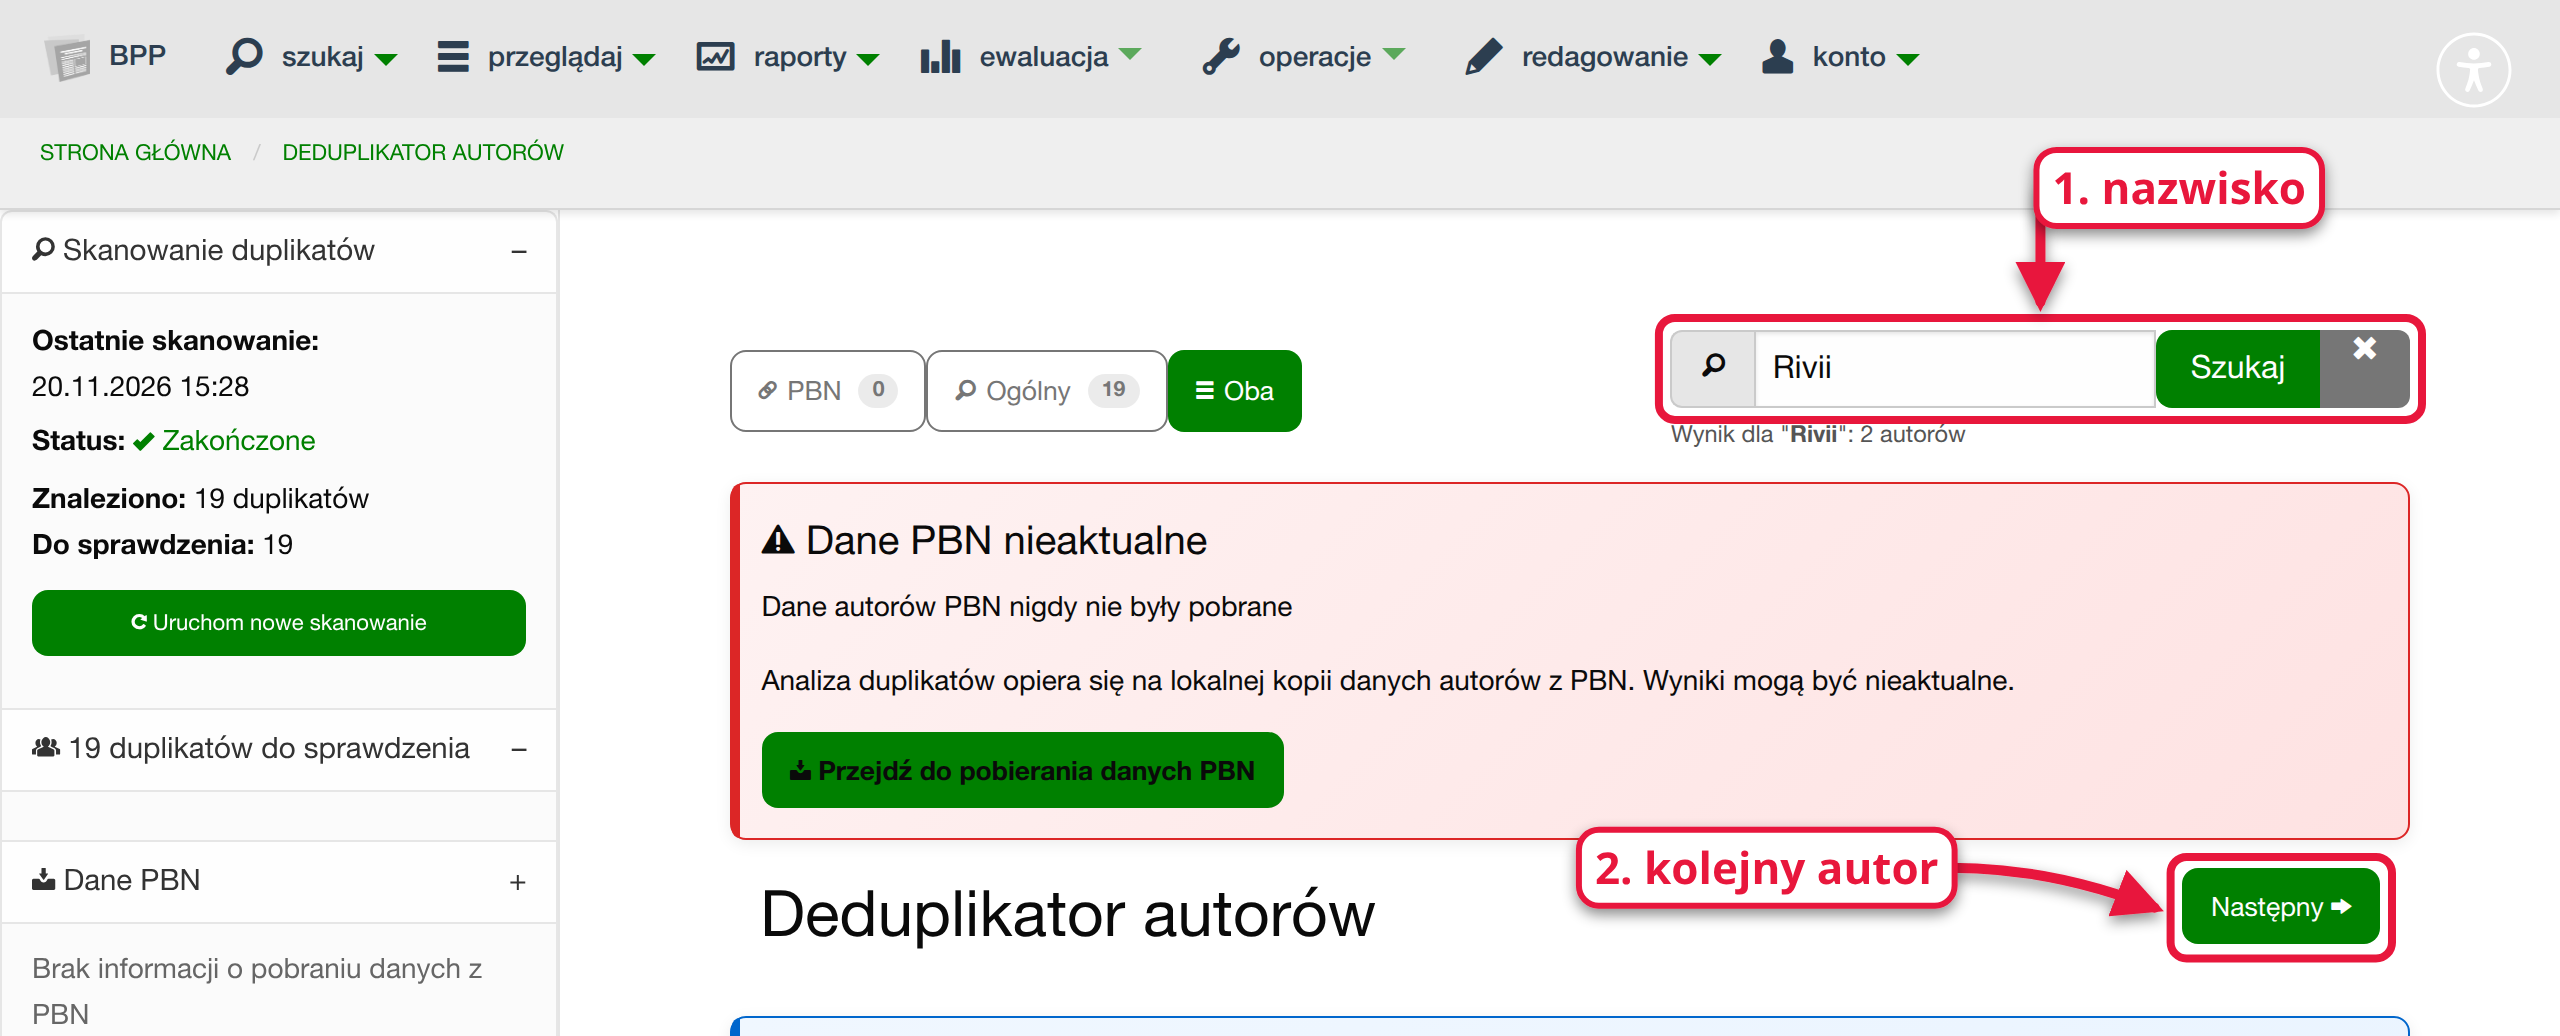 BPP szukaj przeglądaj raporty ewaluacja operacje redagowanie konto
STRONA GŁÓWNA / DEDUPLIKATOR AUTORÓW
1. nazwisko
Skanowanie duplikatów –
Ostatnie skanowanie:
20.11.2026 15:28
Status: Zakończone
Znaleziono: 19 duplikatów
Do sprawdzenia: 19
Uruchom nowe skanowanie
19 duplikatów do sprawdzenia –
Dane PBN +
Brak informacji o pobraniu danych z
PBN
PBN 0 Ogólny 19 Oba
Rivii Szukaj
Wynik dla "Rivii": 2 autorów
Dane PBN nieaktualne
Dane autorów PBN nigdy nie były pobrane
Analiza duplikatów opiera się na lokalnej kopii danych autorów z PBN. Wyniki mogą być nieaktualne.
Przejdź do pobierania danych PBN
2. kolejny autor
Deduplikator autorów
Następny